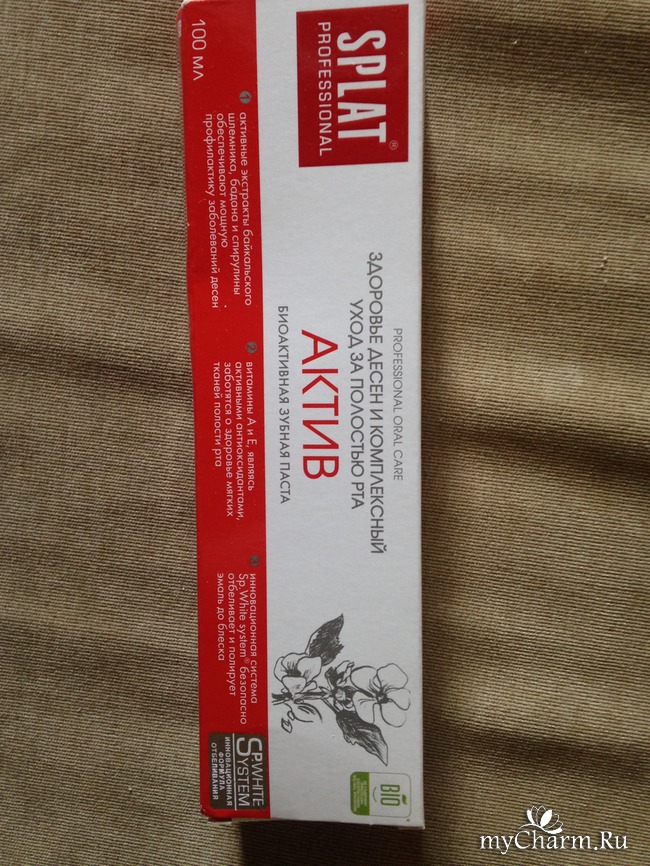 SPLAT®
PROFESSIONAL
PROFESSIONAL ORAL CARE
ЗДОРОВЬЕ ДЕСЕН И КОМПЛЕКСНЫЙ
УХОД ЗА ПОЛОСТЬЮ РТА
АКТИВ
БИОАКТИВНАЯ ЗУБНАЯ ПАСТА
BIO
1 активные экстракты байкальского
шлемника, бадана и спирулины
обеспечивают мощную
профилактику заболеваний десен
2 витамины А и Е, являясь
активными антиоксидантами,
заботятся о здоровье мягких
тканей полости рта
3 инновационная система
Sp.White system® безопасно
отбеливает и полирует
эмаль до блеска
SP.WHITE
SYSTEM
ИННОВАЦИОННАЯ
ФОРМУЛА
ОТБЕЛИВАНИЯ
100 МЛ
myCharm.Ru